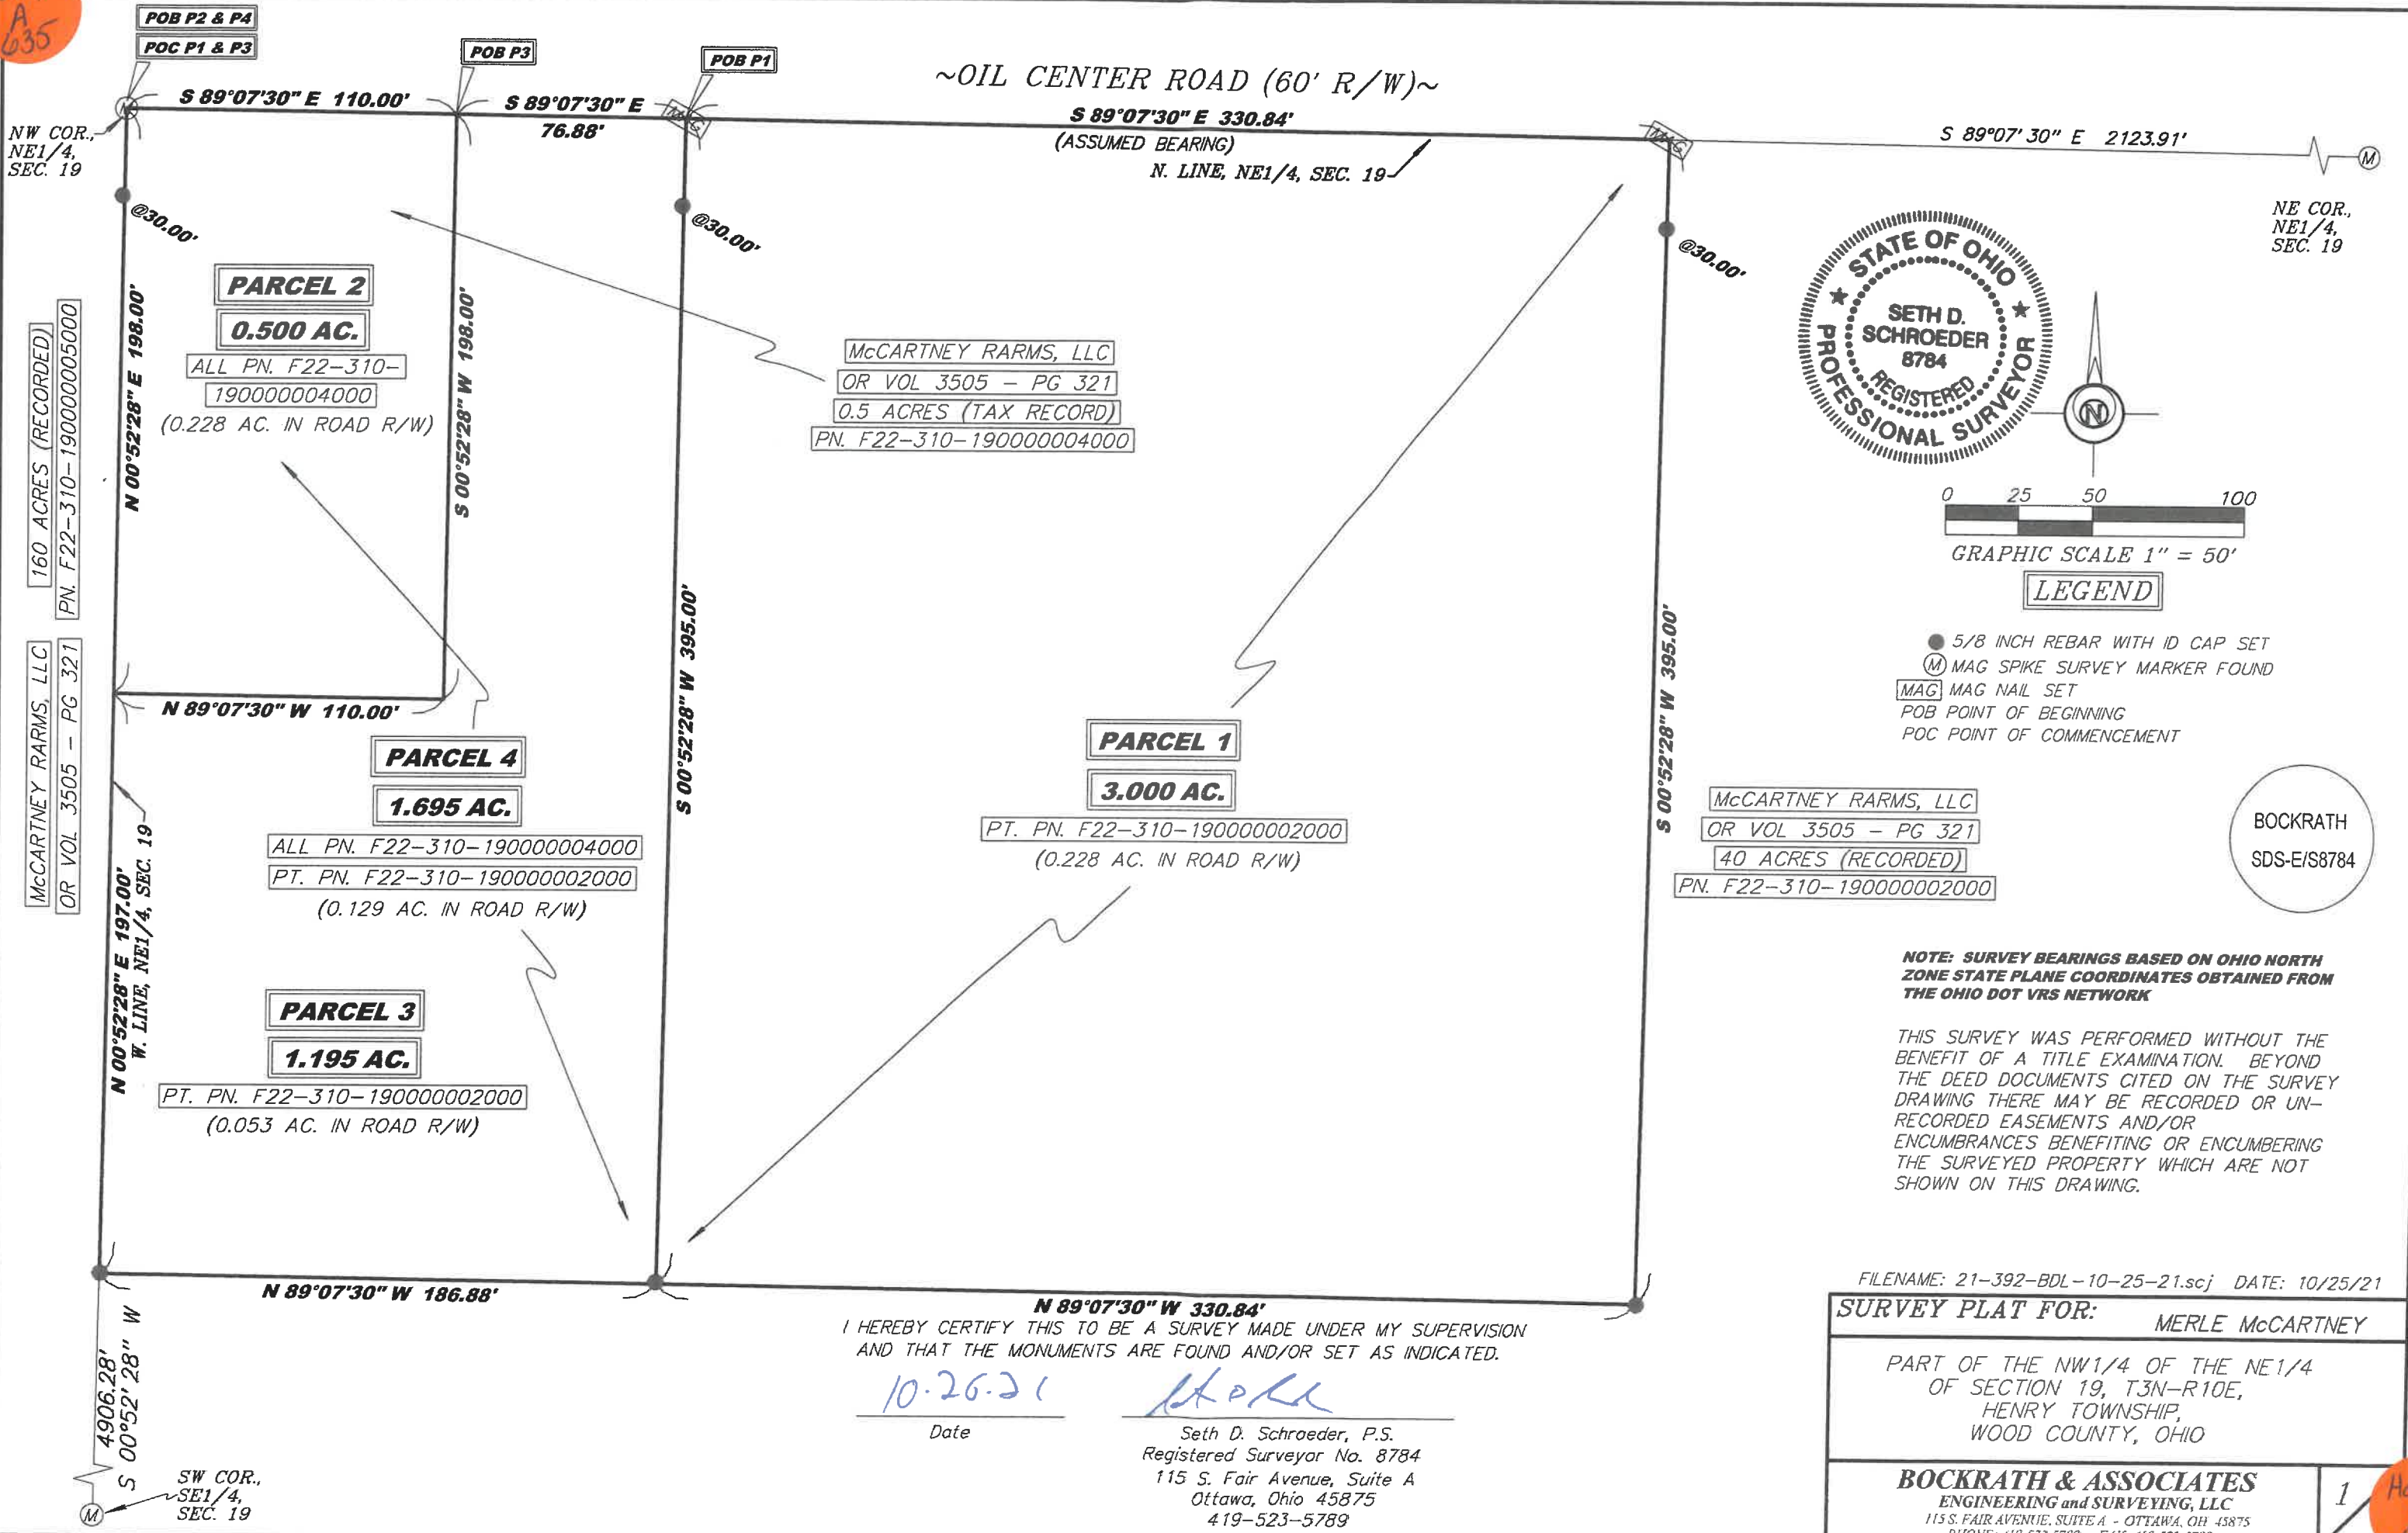 A
635
POB P2 & P4
POC P1 & P3
POB P3
POB P1
~OIL CENTER ROAD (60' R/W)~
S 89°07'30" E 110.00'
S 89°07'30" E
76.88'
S 89°07'30" E 330.84'
(ASSUMED BEARING)
N. LINE, NE1/4, SEC. 19
S 89°07'30" E 2123.91'
M
M
MAG
MAG
NW COR.,
NE1/4,
SEC. 19
NE COR.,
NE1/4,
SEC. 19
@30.00'
@30.00'
@30.00'
PARCEL 2
0.500 AC.
ALL PN. F22-310-
190000004000
(0.228 AC. IN ROAD R/W)
N 00°52'28" E 198.00'
S 00°52'28" W 198.00'
McCARTNEY RARMS, LLC
OR VOL 3505 - PG 321
0.5 ACRES (TAX RECORD)
PN. F22-310-190000004000
STATE OF OHIO
SETH D.
SCHROEDER
8784
REGISTERED
PROFESSIONAL SURVEYOR
N
0 25 50 100
GRAPHIC SCALE 1" = 50'
LEGEND
5/8 INCH REBAR WITH ID CAP SET
M MAG SPIKE SURVEY MARKER FOUND
MAG MAG NAIL SET
POB POINT OF BEGINNING
POC POINT OF COMMENCEMENT
160 ACRES (RECORDED)
PN. F22-310-190000005000
McCARTNEY RARMS, LLC
OR VOL 3505 - PG 321
N 89°07'30" W 110.00'
S 00°52'28" W 395.00'
S 00°52'28" W 395.00'
PARCEL 4
1.695 AC.
ALL PN. F22-310-190000004000
PT. PN. F22-310-190000002000
(0.129 AC. IN ROAD R/W)
PARCEL 1
3.000 AC.
PT. PN. F22-310-190000002000
(0.228 AC. IN ROAD R/W)
McCARTNEY RARMS, LLC
OR VOL 3505 - PG 321
40 ACRES (RECORDED)
PN. F22-310-190000002000
BOCKRATH
SDS-E/S8784
N 00°52'28" E 197.00'
W. LINE, NE1/4, SEC. 19
PARCEL 3
1.195 AC.
PT. PN. F22-310-190000002000
(0.053 AC. IN ROAD R/W)
NOTE: SURVEY BEARINGS BASED ON OHIO NORTH
ZONE STATE PLANE COORDINATES OBTAINED FROM
THE OHIO DOT VRS NETWORK
THIS SURVEY WAS PERFORMED WITHOUT THE
BENEFIT OF A TITLE EXAMINATION. BEYOND
THE DEED DOCUMENTS CITED ON THE SURVEY
DRAWING THERE MAY BE RECORDED OR UN-
RECORDED EASEMENTS AND/OR
ENCUMBRANCES BENEFITING OR ENCUMBERING
THE SURVEYED PROPERTY WHICH ARE NOT
SHOWN ON THIS DRAWING.
N 89°07'30" W 186.88'
N 89°07'30" W 330.84'
I HEREBY CERTIFY THIS TO BE A SURVEY MADE UNDER MY SUPERVISION
AND THAT THE MONUMENTS ARE FOUND AND/OR SET AS INDICATED.
10.26.21
Date
Seth D. Schroeder, P.S.
Registered Surveyor No. 8784
115 S. Fair Avenue, Suite A
Ottawa, Ohio 45875
419-523-5789
4906.28'
S 00°52'28" W
M
SW COR.,
SE1/4,
SEC. 19
FILENAME: 21-392-BDL-10-25-21.scj DATE: 10/25/21
SURVEY PLAT FOR: MERLE McCARTNEY
PART OF THE NW1/4 OF THE NE1/4
OF SECTION 19, T3N-R10E,
HENRY TOWNSHIP,
WOOD COUNTY, OHIO
BOCKRATH & ASSOCIATES
ENGINEERING and SURVEYING, LLC
115 S. FAIR AVENUE, SUITE A - OTTAWA, OH 45875
1